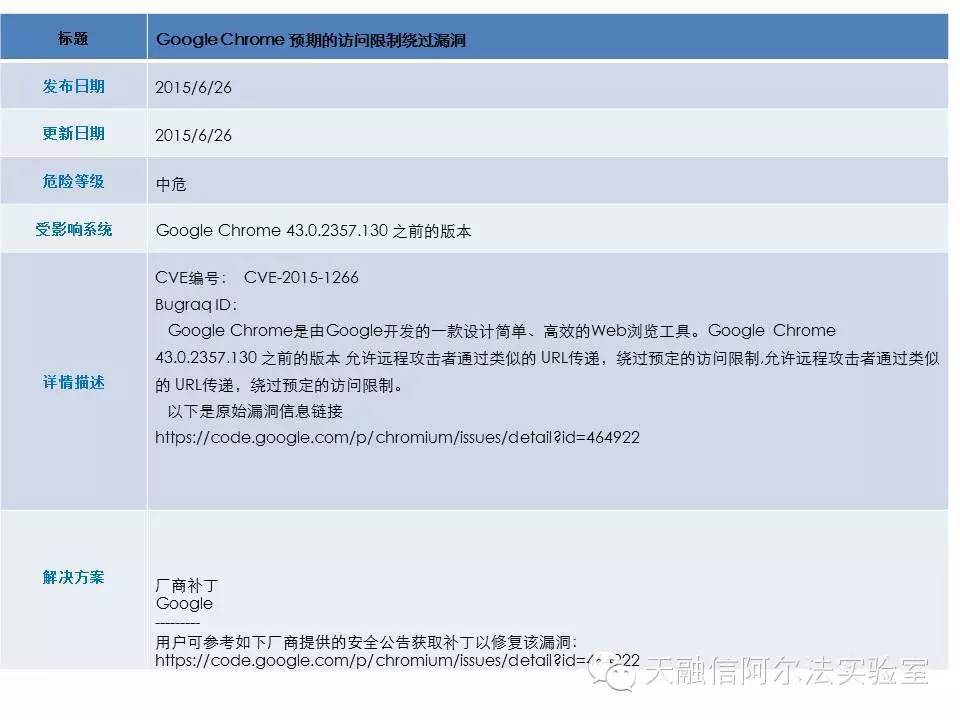 标题 Google Chrome 预期的访问限制绕过漏洞
发布日期 2015/6/26
更新日期 2015/6/26
危险等级 中危
受影响系统 Google Chrome 43.0.2357.130 之前的版本
详情描述
CVE编号： CVE-2015-1266
Bugraq ID：
Google Chrome是由Google开发的一款设计简单、高效的Web浏览工具。Google Chrome
43.0.2357.130 之前的版本 允许远程攻击者通过类似的 URL传递，绕过预定的访问限制,允许远程攻击者通过类似
的 URL传递，绕过预定的访问限制。
以下是原始漏洞信息链接
https://code.google.com/p/chromium/issues/detail?id=464922
解决方案
厂商补丁
Google
---------
用户可参考如下厂商提供的安全公告获取补丁以修复该漏洞：
https://code.google.com/p/chromium/issues/detail?id=464922
天融信阿尔法实验室